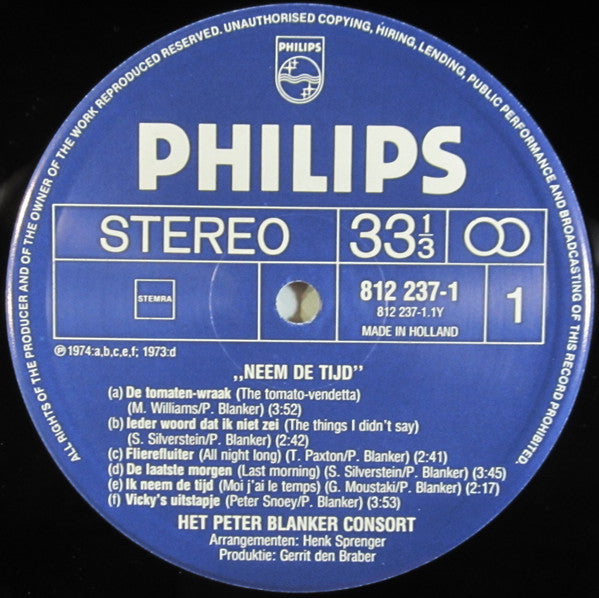 ALL RIGHTS OF THE PRODUCER AND OF THE OWNER OF THE WORK REPRODUCED RESERVED. UNAUTHORISED COPYING, HIRING, LENDING, PUBLIC PERFORMANCE AND BROADCASTING OF THIS RECORD PROHIBITED.
PHILIPS
PHILIPS
STEREO
33 1/3
STEMRA
812 237-1
812 237-1.1Y
MADE IN HOLLAND
1
℗1974:a,b,c,e,f; 1973:d
„NEEM DE TIJD”
(a) De tomaten-wraak (The tomato-vendetta)
(M. Williams/P. Blanker) (3:52)
(b) Ieder woord dat ik niet zei (The things I didn't say)
(S. Silverstein/P. Blanker) (2:42)
(c) Flierefluiter (All night long) (T. Paxton/P. Blanker) (2:41)
(d) De laatste morgen (Last morning) (S. Silverstein/P. Blanker) (3:45)
(e) Ik neem de tijd (Moi j'ai le temps) (G. Moustaki/P. Blanker) (2:17)
(f) Vicky's uitstapje (Peter Snoey/P. Blanker) (3:53)
HET PETER BLANKER CONSORT
Arrangementen: Henk Sprenger
Produktie: Gerrit den Braber